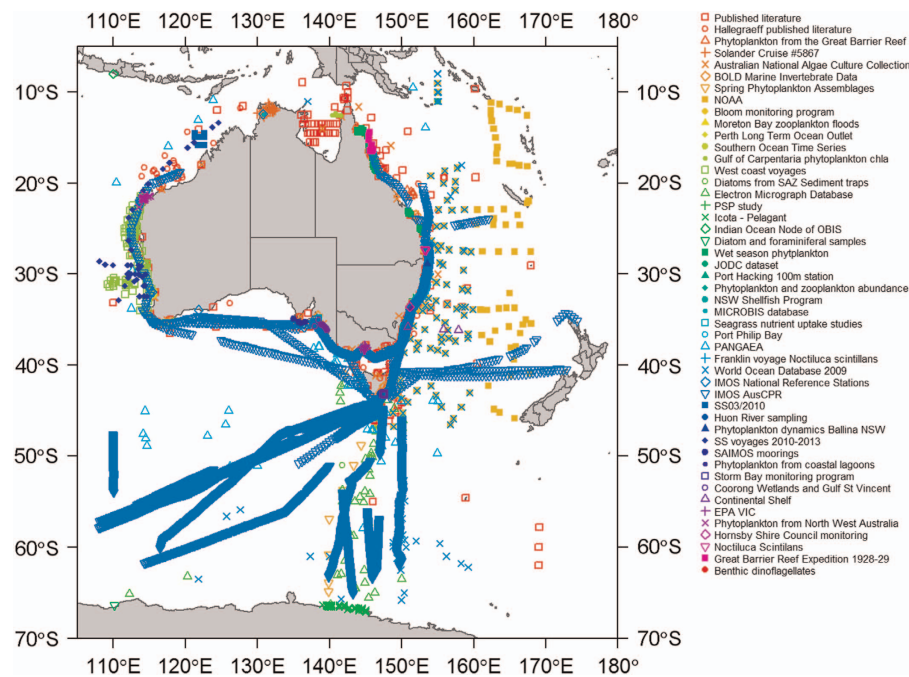 110°E 120°E 130°E 140°E 150°E 160°E 170°E 180°
10°S 10°S
20°S 20°S
30°S 30°S
40°S 40°S
50°S 50°S
60°S 60°S
70°S 70°S
110°E 120°E 130°E 140°E 150°E 160°E 170°E 180°
Published literature
Hallegraeff published literature
Phytoplankton from the Great Barrier Reef
Solander Cruise #5867
Australian National Algae Culture Collection
BOLD Marine Invertebrate Data
Spring Phytoplankton Assemblages
NOAA
Bloom monitoring program
Moreton Bay zooplankton floods
Perth Long Term Ocean Outlet
Southern Ocean Time Series
Gulf of Carpentaria phytoplankton chla
West coast voyages
Diatoms from SAZ Sediment traps
Electron Micrograph Database
PSP study
Icota - Pelagant
Indian Ocean Node of OBIS
Diatom and foraminiferal samples
Wet season phytplankton
JODC dataset
Port Hacking 100m station
Phytoplankton and zooplankton abundance
NSW Shellfish Program
MICROBIS database
Seagrass nutrient uptake studies
Port Philip Bay
PANGAEA
Franklin voyage Noctiluca scintillans
World Ocean Database 2009
IMOS National Reference Stations
IMOS AusCPR
SS03/2010
Huon River sampling
Phytoplankton dynamics Ballina NSW
SS voyages 2010-2013
SAIMOS moorings
Phytoplankton from coastal lagoons
Storm Bay monitoring program
Coorong Wetlands and Gulf St Vincent
Continental Shelf
EPA VIC
Phytoplankton from North West Australia
Hornsby Shire Council monitoring
Noctiluca Scintilans
Great Barrier Reef Expedition 1928-29
Benthic dinoflagellates